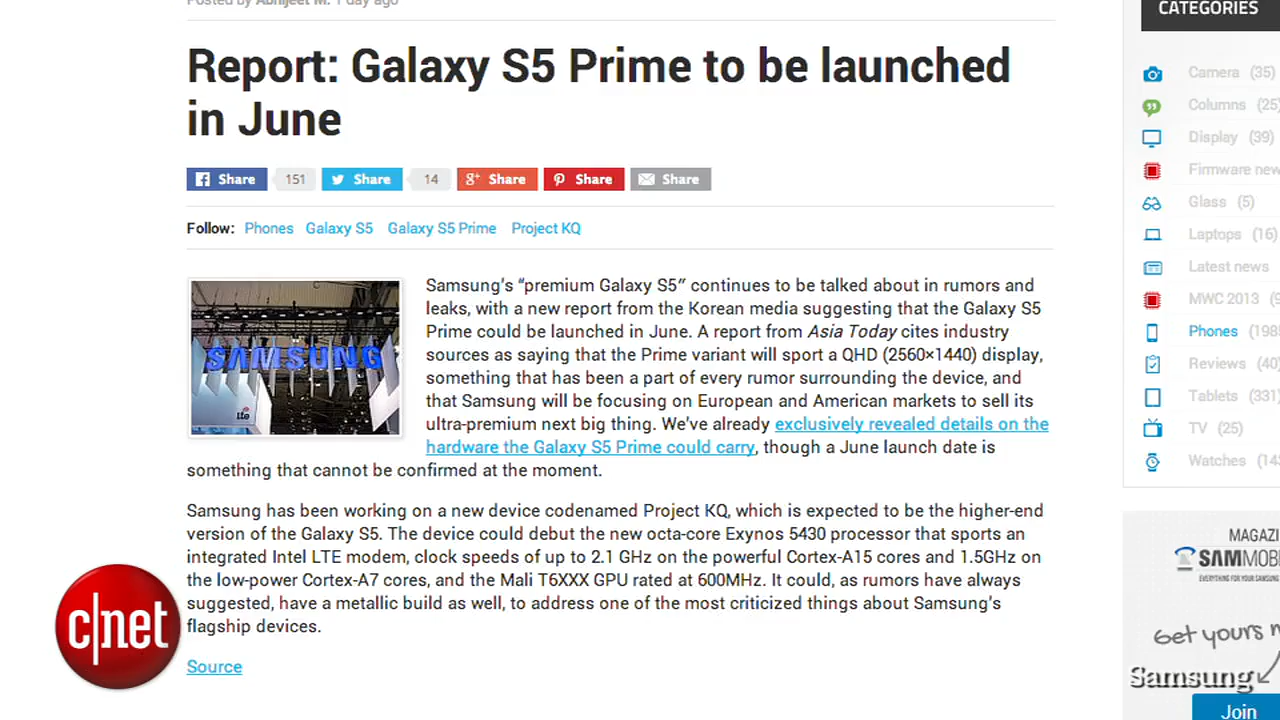 Posted by Abhijeet M. 1 day ago
Report: Galaxy S5 Prime to be launched
in June
Share 151 Share 14 Share Share Share
Follow: Phones Galaxy S5 Galaxy S5 Prime Project KQ
SAMSUNG
lte
Samsung's “premium Galaxy S5” continues to be talked about in rumors and
leaks, with a new report from the Korean media suggesting that the Galaxy S5
Prime could be launched in June. A report from Asia Today cites industry
sources as saying that the Prime variant will sport a QHD (2560×1440) display,
something that has been a part of every rumor surrounding the device, and
that Samsung will be focusing on European and American markets to sell its
ultra-premium next big thing. We've already exclusively revealed details on the
hardware the Galaxy S5 Prime could carry, though a June launch date is
something that cannot be confirmed at the moment.
Samsung has been working on a new device codenamed Project KQ, which is expected to be the higher-end
version of the Galaxy S5. The device could debut the new octa-core Exynos 5430 processor that sports an
integrated Intel LTE modem, clock speeds of up to 2.1 GHz on the powerful Cortex-A15 cores and 1.5GHz on
the low-power Cortex-A7 cores, and the Mali T6XXX GPU rated at 600MHz. It could, as rumors have always
suggested, have a metallic build as well, to address one of the most criticized things about Samsung's
flagship devices.
Source
c|net
CATEGORIES
Camera (35)
Columns (25)
Display (39)
Firmware new
Glass (5)
Laptops (16)
Latest news
MWC 2013
Phones (198
Reviews (40)
Tablets (331)
TV (25)
Watches (14
MAGAZI
SAMMOB
EVERYTHING FOR YOUR SAMSUNG
Get yours
Samsung
Join